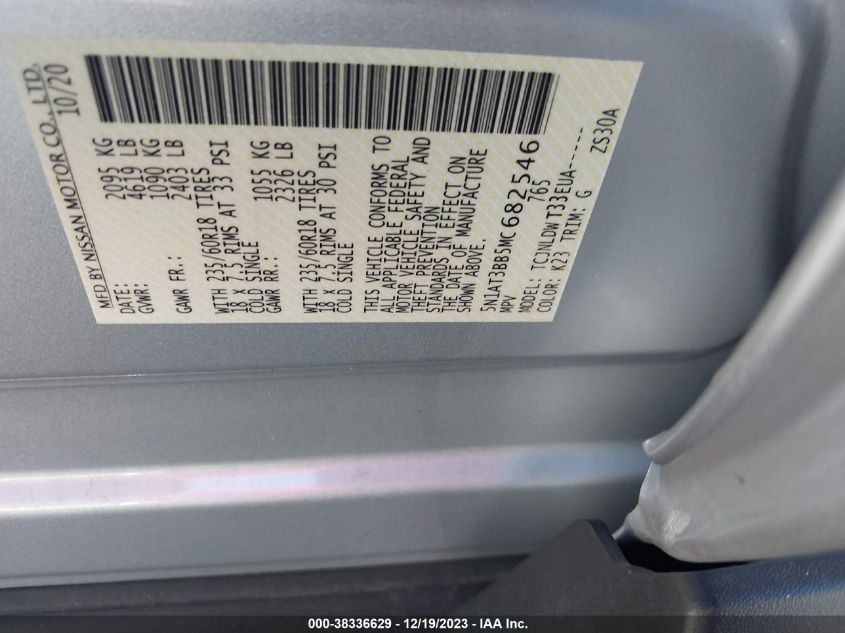 MFD BY NISSAN MOTOR CO., LTD.
DATE: 10/20
GVWR: 2095 KG
4619 LB
GAWR FR.: 1090 KG
2403 LB
WITH 235/60R18 TIRES
18 X 7.5 RIMS AT 33 PSI
COLD SINGLE
GAWR RR.: 1055 KG
2326 LB
WITH 235/60R18 TIRES
18 X 7.5 RIMS AT 30 PSI
COLD SINGLE
THIS VEHICLE CONFORMS TO
ALL APPLICABLE FEDERAL
MOTOR VEHICLE SAFETY AND
THEFT PREVENTION
STANDARDS IN EFFECT ON
THE DATE OF MANUFACTURE
SHOWN ABOVE.
5N1AT3BB5MC682546
MPV 765
MODEL: TCJNLDWT33EUA------
COLOR: K23 TRIM: G ZS30A
000-38336629 - 12/19/2023 - IAA Inc.